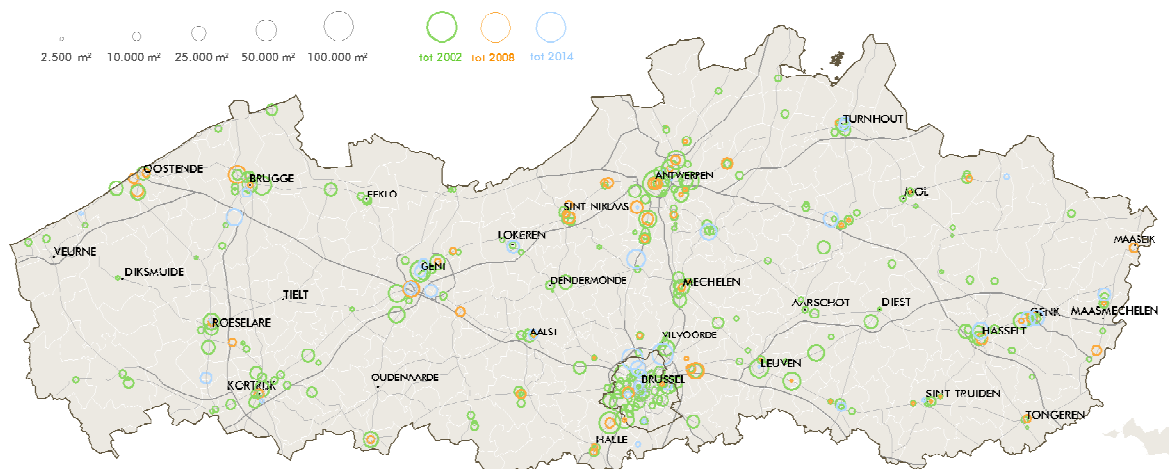 2.500 m² 10.000 m² 25.000 m² 50.000 m² 100.000 m² tot 2002 tot 2008 tot 2014
TURNHOUT
OOSTENDE
BRUGGE
ANTWERPEN
EEKLO
MOL
SINT NIKLAAS
LOKEREN
MAASEIK
VEURNE
GENT
DIKSMUIDE
DENDERMONDE
MECHELEN
TIELT
AARSCHOT
DIEST
GENK
MAASMECHELEN
ROESELARE
AALST
VILVOORDE
HASSELT
LEUVEN
OUDENAARDE
BRUSSEL
KORTRIJK
SINT TRUIDEN
TONGEREN
HALLE